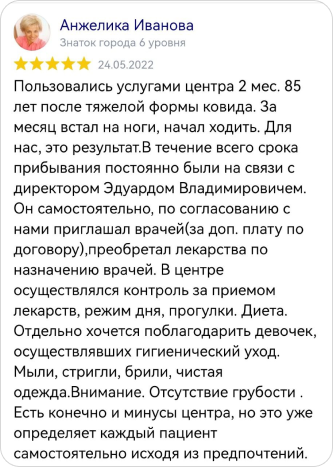 Анжелика Иванова
Знаток города 6 уровня
24.05.2022
Пользовались услугами центра 2 мес. 85
лет после тяжелой формы ковида. За
месяц встал на ноги, начал ходить. Для
нас, это результат.В течение всего срока
прибывания постоянно были на связи с
директором Эдуардом Владимировичем.
Он самостоятельно, по согласованию с
нами приглашал врачей(за доп. плату по
договору),преобретал лекарства по
назначению врачей. В центре
осуществлялся контроль за приемом
лекарств, режим дня, прогулки. Диета.
Отдельно хочется поблагодарить девочек,
осуществлявших гигиенический уход.
Мыли, стригли, брили, чистая
одежда.Внимание. Отсутствие грубости .
Есть конечно и минусы центра, но это уже
определяет каждый пациент
самостоятельно исходя из предпочтений.